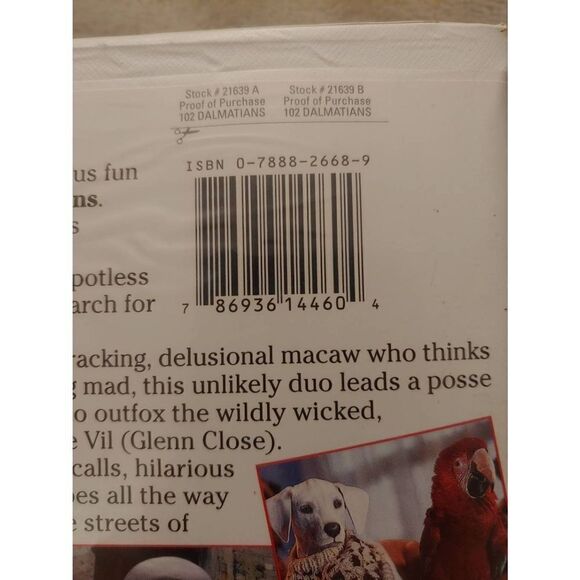 Stock # 21639 A Stock # 21639 B
Proof of Purchase Proof of Purchase
102 DALMATIANS 102 DALMATIANS
ISBN 0-7888-2668-9
7 86936 14460 4
us fun
ns.
s
potless
arch for
racking, delusional macaw who thinks
g mad, this unlikely duo leads a posse
o outfox the wildly wicked,
e Vil (Glenn Close).
calls, hilarious
pes all the way
e streets of